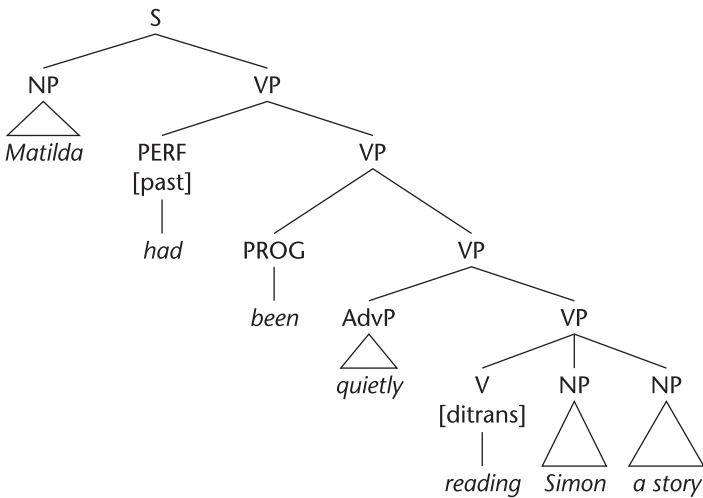 S
NP VP
Matilda PERF VP
[past]
had PROG VP
been AdvP VP
quietly V NP NP
[ditrans]
reading Simon a story